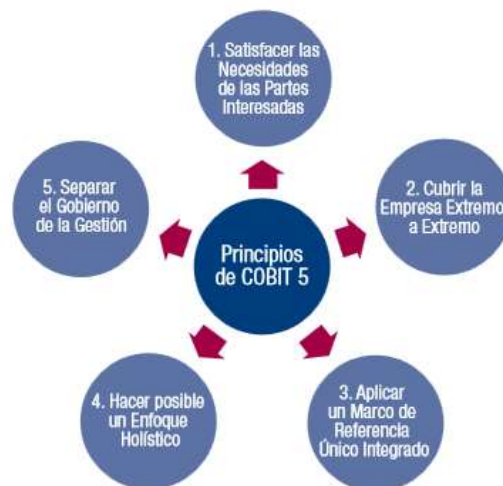 1. Satisfacer las
Necesidades
de las Partes
Interesadas
5. Separar
el Gobierno
de la Gestión
2. Cubrir la
Empresa Extremo
a Extremo
Principios
de COBIT 5
4. Hacer posible
un Enfoque
Holístico
3. Aplicar
un Marco de
Referencia
Único Integrado